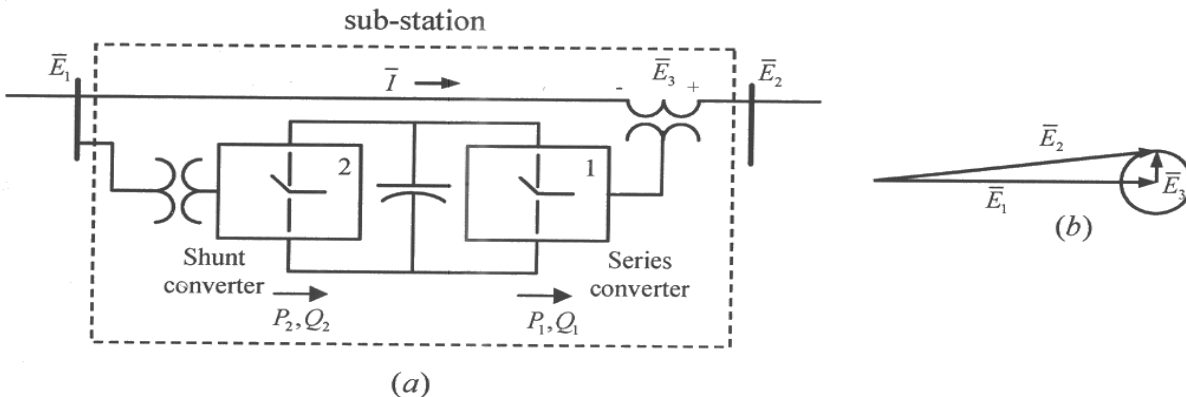 sub-station
Ē₁
Ī
Ē₃
- +
Ē₂
2
1
Shunt
converter
Series
converter
P₂,Q₂
P₁,Q₁
(a)
Ē₂
Ē₁
Ē₃
(b)